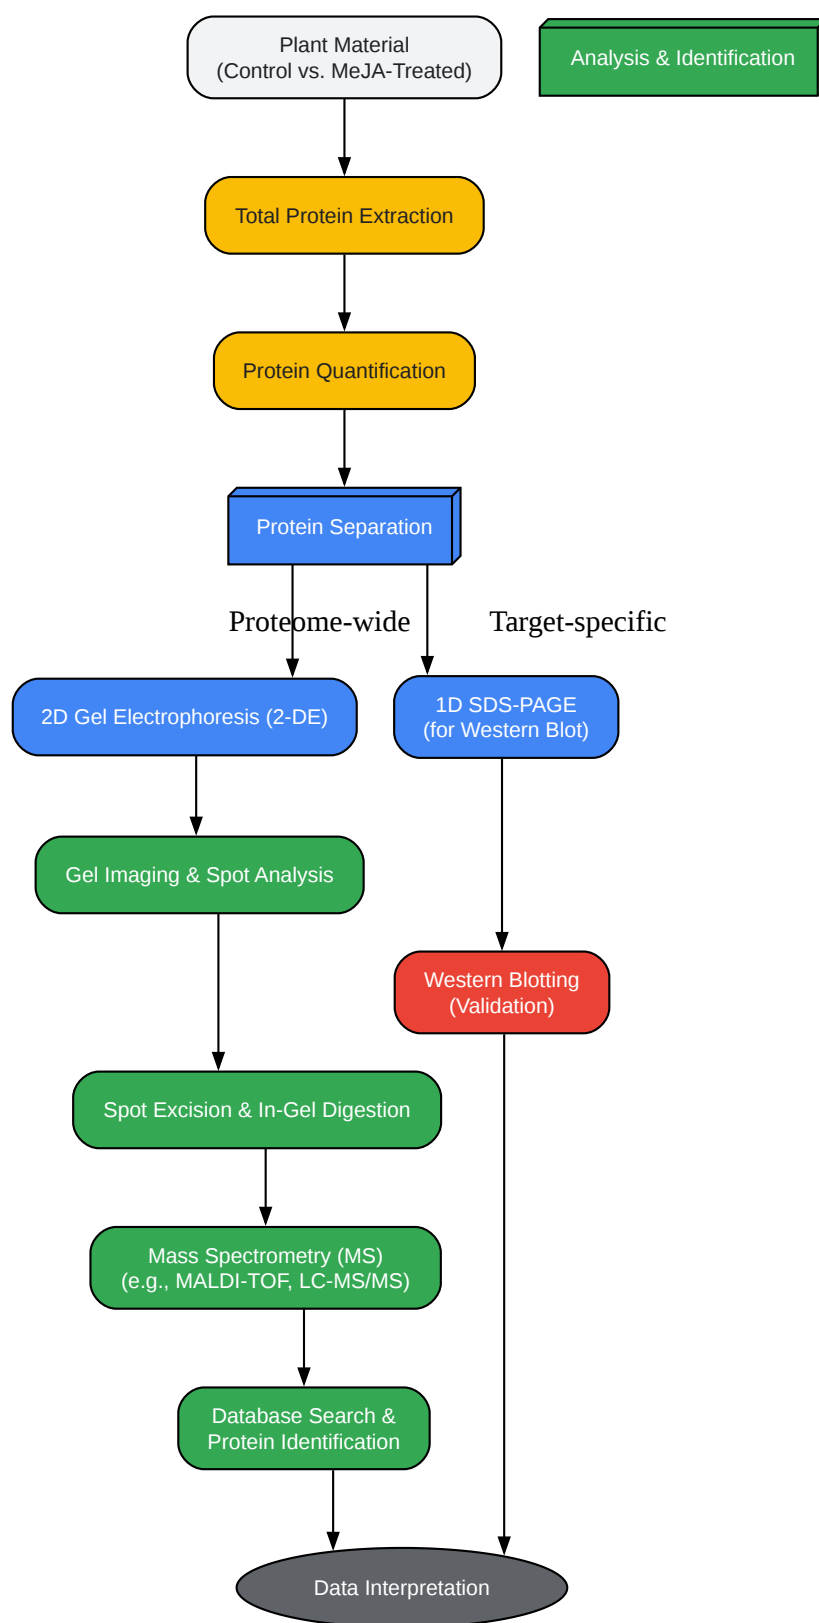 Plant Material
(Control vs. MeJA-Treated)
Analysis & Identification
Total Protein Extraction
Protein Quantification
Protein Separation
Proteome-wide
Target-specific
2D Gel Electrophoresis (2-DE)
1D SDS-PAGE
(for Western Blot)
Gel Imaging & Spot Analysis
Western Blotting
(Validation)
Spot Excision & In-Gel Digestion
Mass Spectrometry (MS)
(e.g., MALDI-TOF, LC-MS/MS)
Database Search &
Protein Identification
Data Interpretation